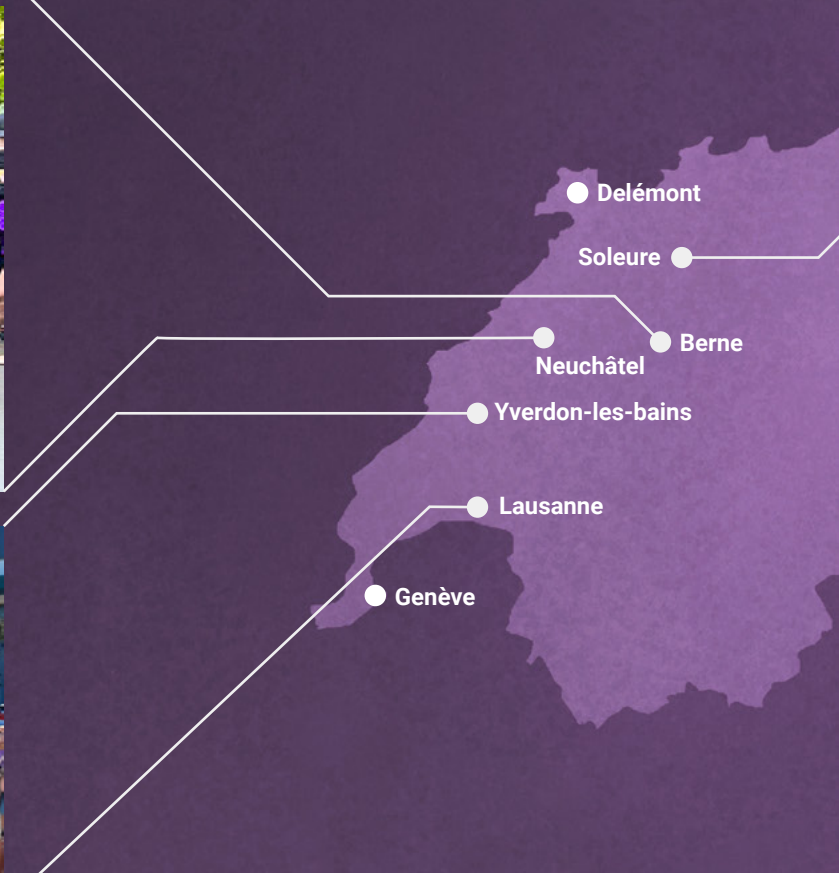 Delémont
Soleure
Berne
Neuchâtel
Yverdon-les-bains
Lausanne
Genève